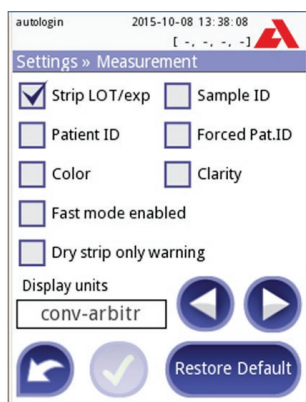 autologin 2015-10-08 13:38:08
[ -, -, -, -]
Settings » Measurement
Strip LOT/exp Sample ID
Patient ID Forced Pat.ID
Color Clarity
Fast mode enabled
Dry strip only warning
Display units
conv-arbitr
Restore Default